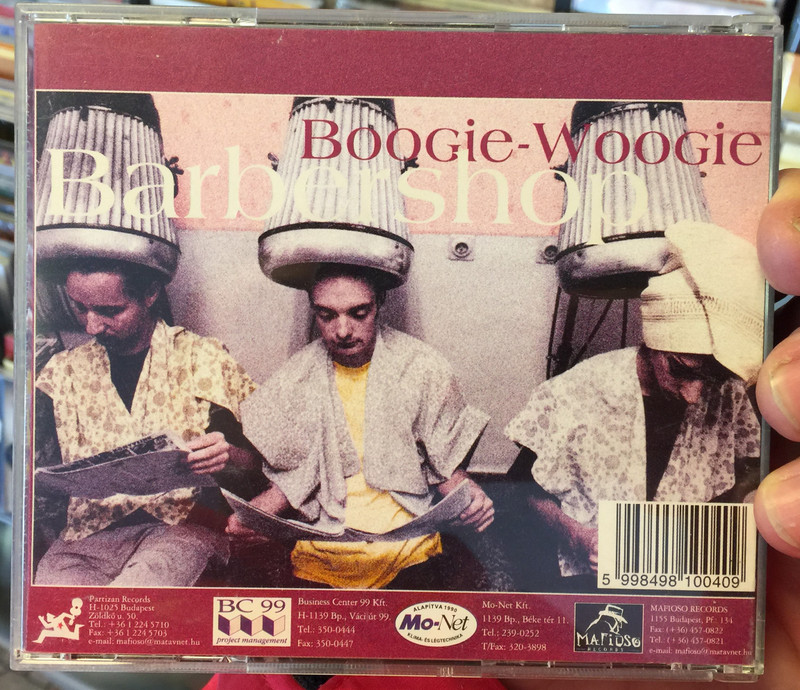 Boogie-Woogie
Barbershop
5 998498 100409
Partizan Records
H-1025 Budapest
Zöldkő u. 50.
Tel.: +36 1 224 5710
Fax: +36 1 224 5703
e-mail: mafioso@matavnet.hu
BC 99
project management
Business Center 99 Kft.
H-1139 Bp., Váci út 99.
Tel.: 350-0444
Fax: 350-0447
ALAPÍTVA 1990
Mo-Net
KLÍMA- ÉS LÉGTECHNIKA
Mo-Net Kft.
1139 Bp., Béke tér 11.
Tel.: 239-0252
T/Fax: 320-3898
MAFIOSO
RECORDS
MAFIOSO RECORDS
1155 Budapest, Pf. 134
Fax: (+36) 457-0822
Tel.: (+36) 457-0821
e-mail: mafioso@matavnet.hu